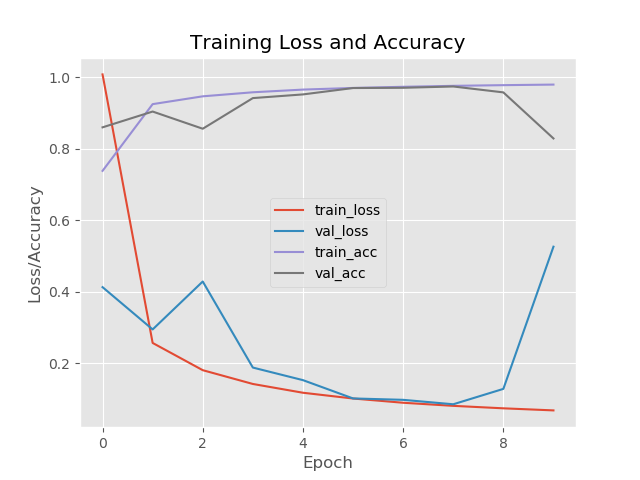 Training Loss and Accuracy
1.0
0.8
0.6
0.4
0.2
Loss/Accuracy
train_loss
val_loss
train_acc
val_acc
0 2 4 6 8
Epoch